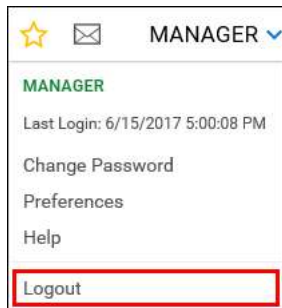 MANAGER
MANAGER
Last Login: 6/15/2017 5:00:08 PM
Change Password
Preferences
Help
Logout